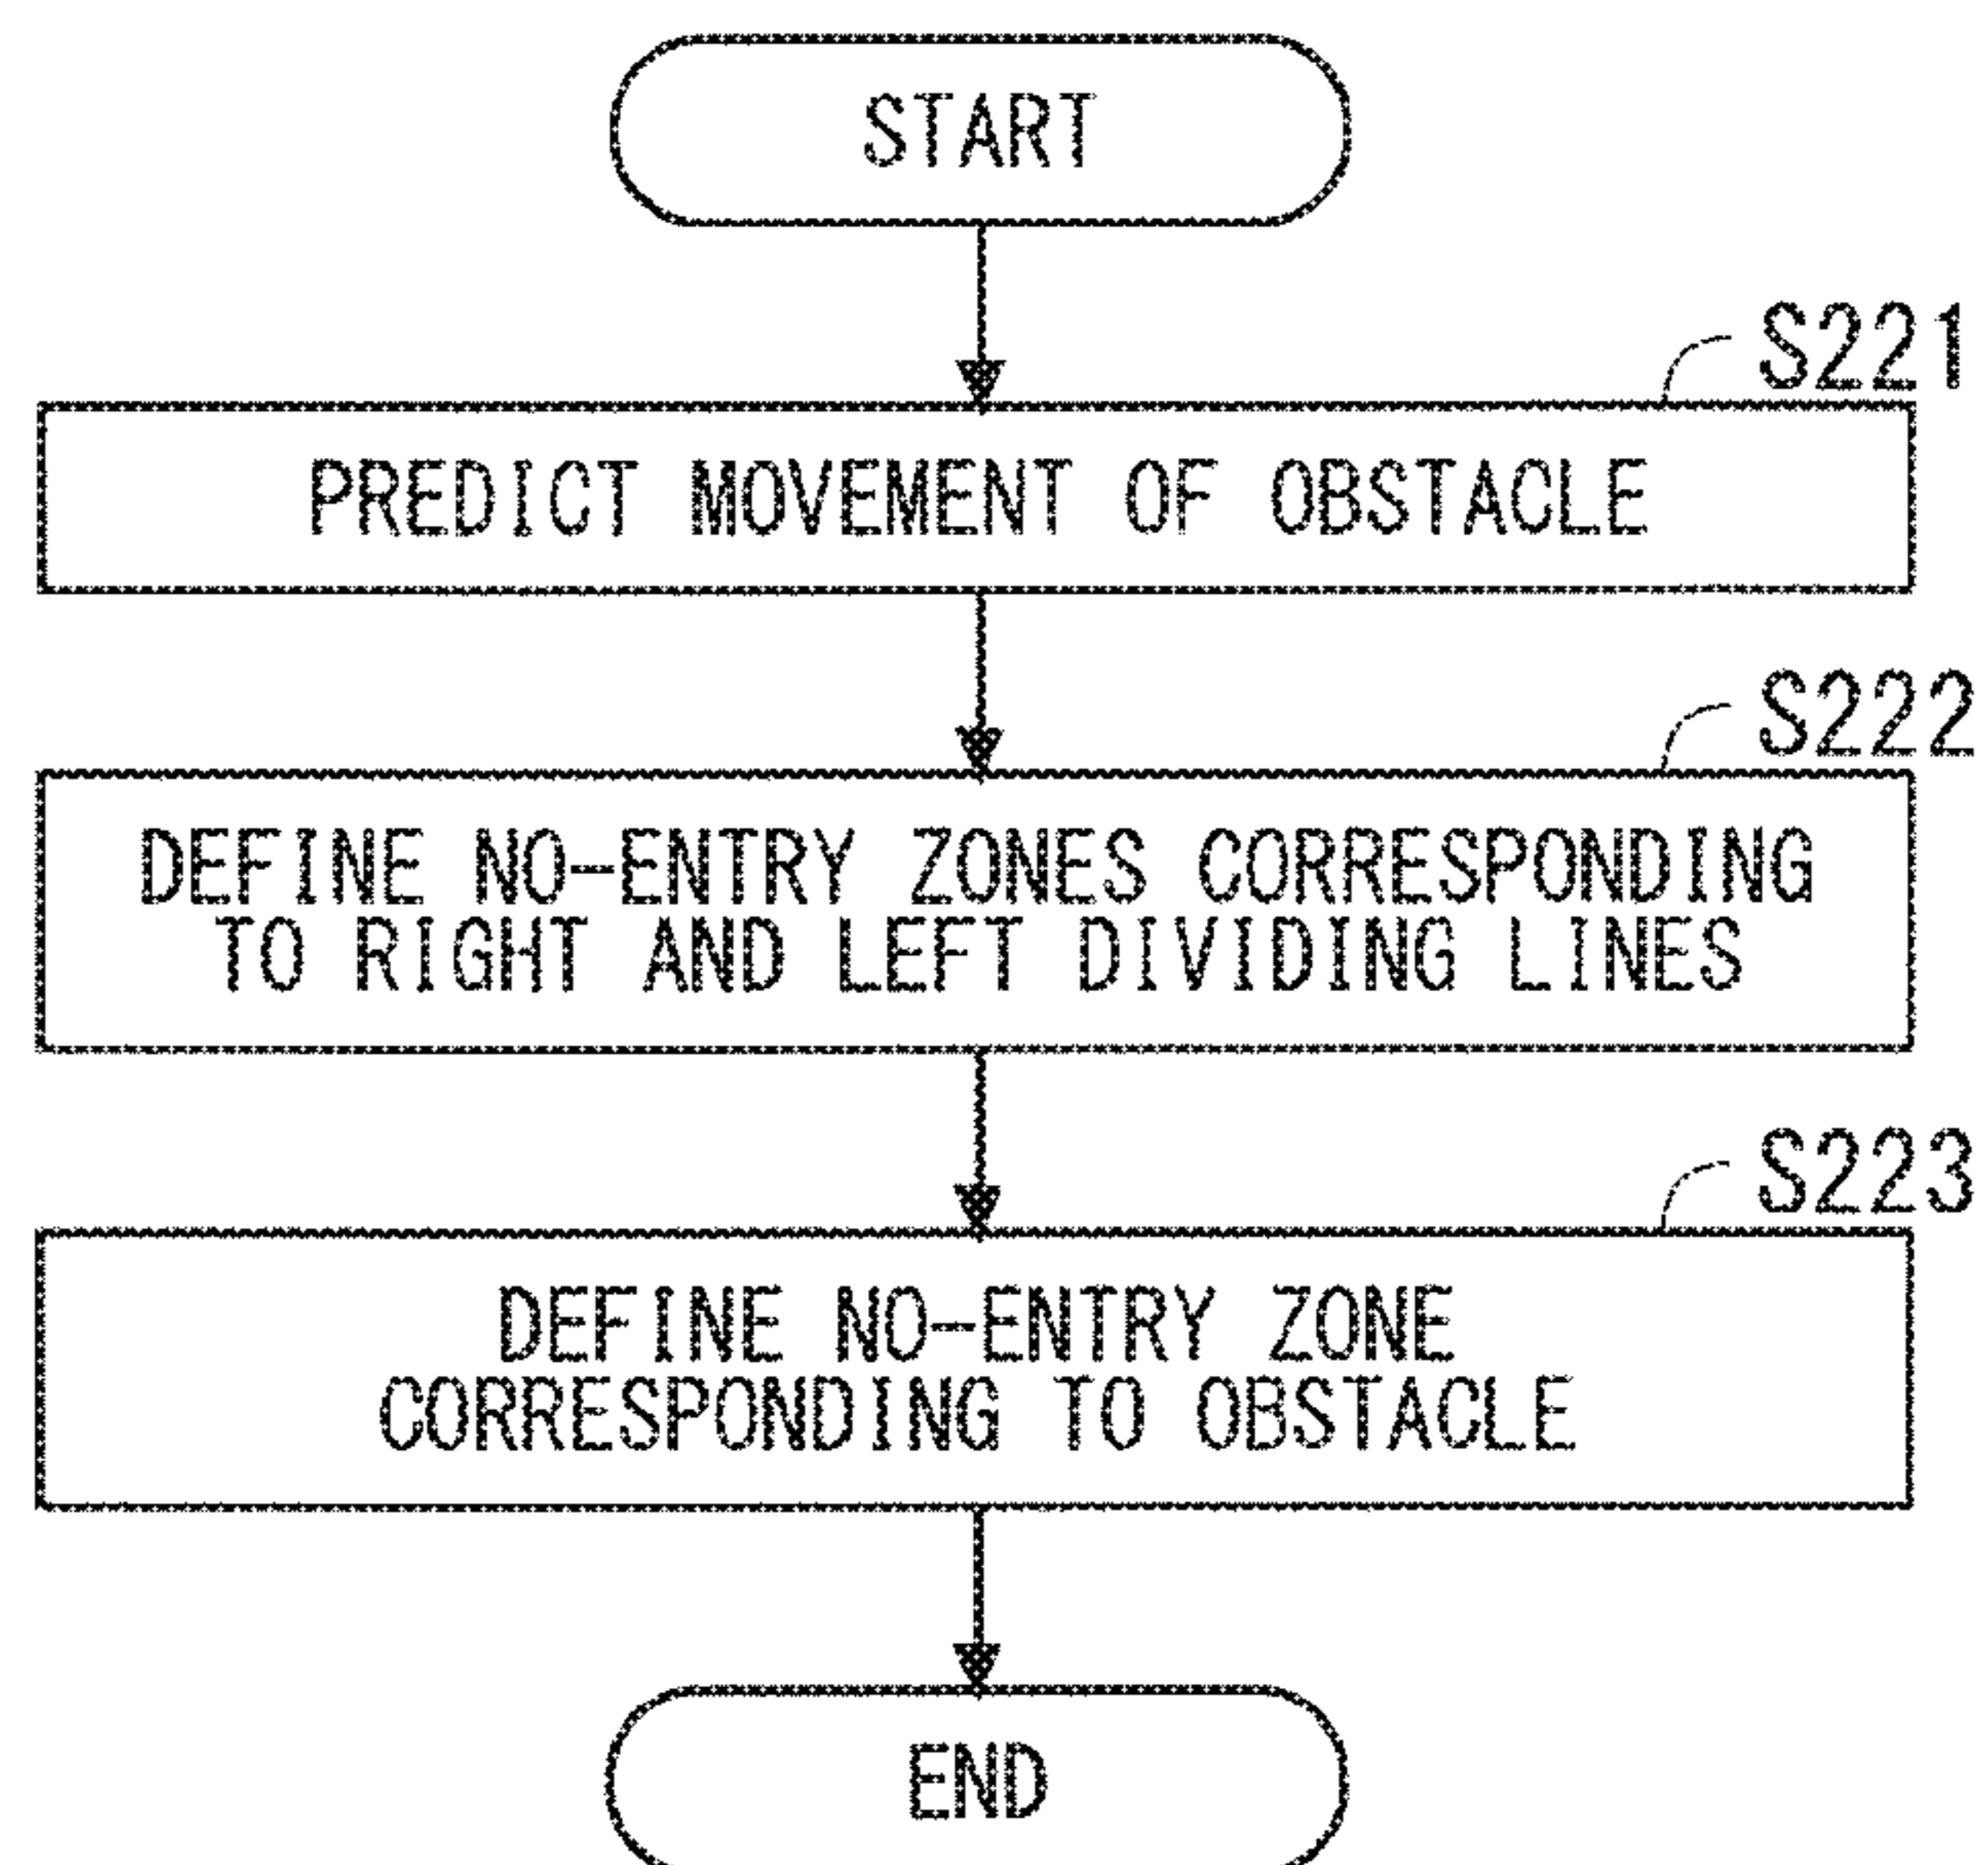 START
S221
PREDICT MOVEMENT OF OBSTACLE
S222
DEFINE NO-ENTRY ZONES CORRESPONDING
TO RIGHT AND LEFT DIVIDING LINES
S223
DEFINE NO-ENTRY ZONE
CORRESPONDING TO OBSTACLE
END